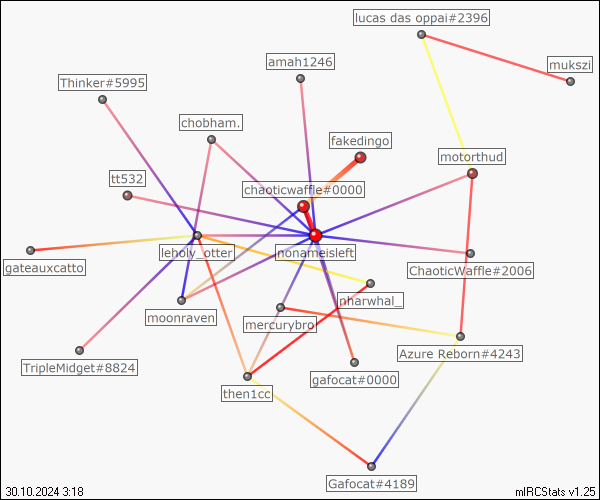 lucas das oppai#2396
amah1246
mukszi
Thinker#5995
chobham.
fakedingo
motorthud
tt532
chaoticwaffle#0000
leholy_otter
nonameisleft
ChaoticWaffle#2006
gateauxcatto
pharwhal_
moonraven
mercurybro
Azure Reborn#4243
TripleMidget#8824
gafocat#0000
then1cc
Gafocat#4189
30.10.2024 3:18
mIRCStats v1.25